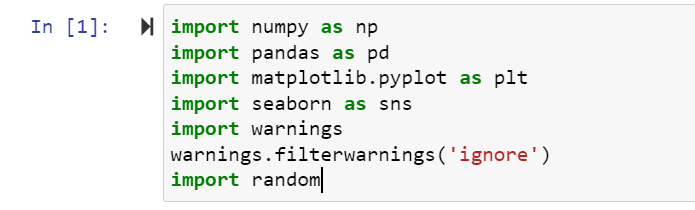 In [1]: import numpy as np
import pandas as pd
import matplotlib.pyplot as plt
import seaborn as sns
import warnings
warnings.filterwarnings('ignore')
import random